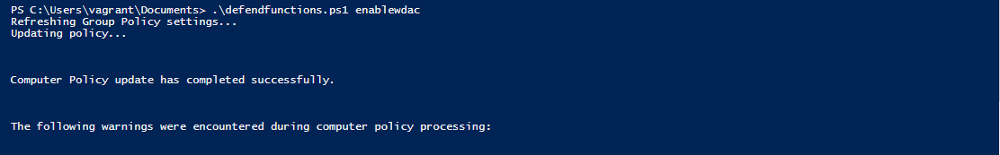 PS C:\Users\vagrant\Documents> .\defendfunctions.ps1 enablewdac
Refreshing Group Policy settings...
Updating policy...
Computer Policy update has completed successfully.
The following warnings were encountered during computer policy processing: